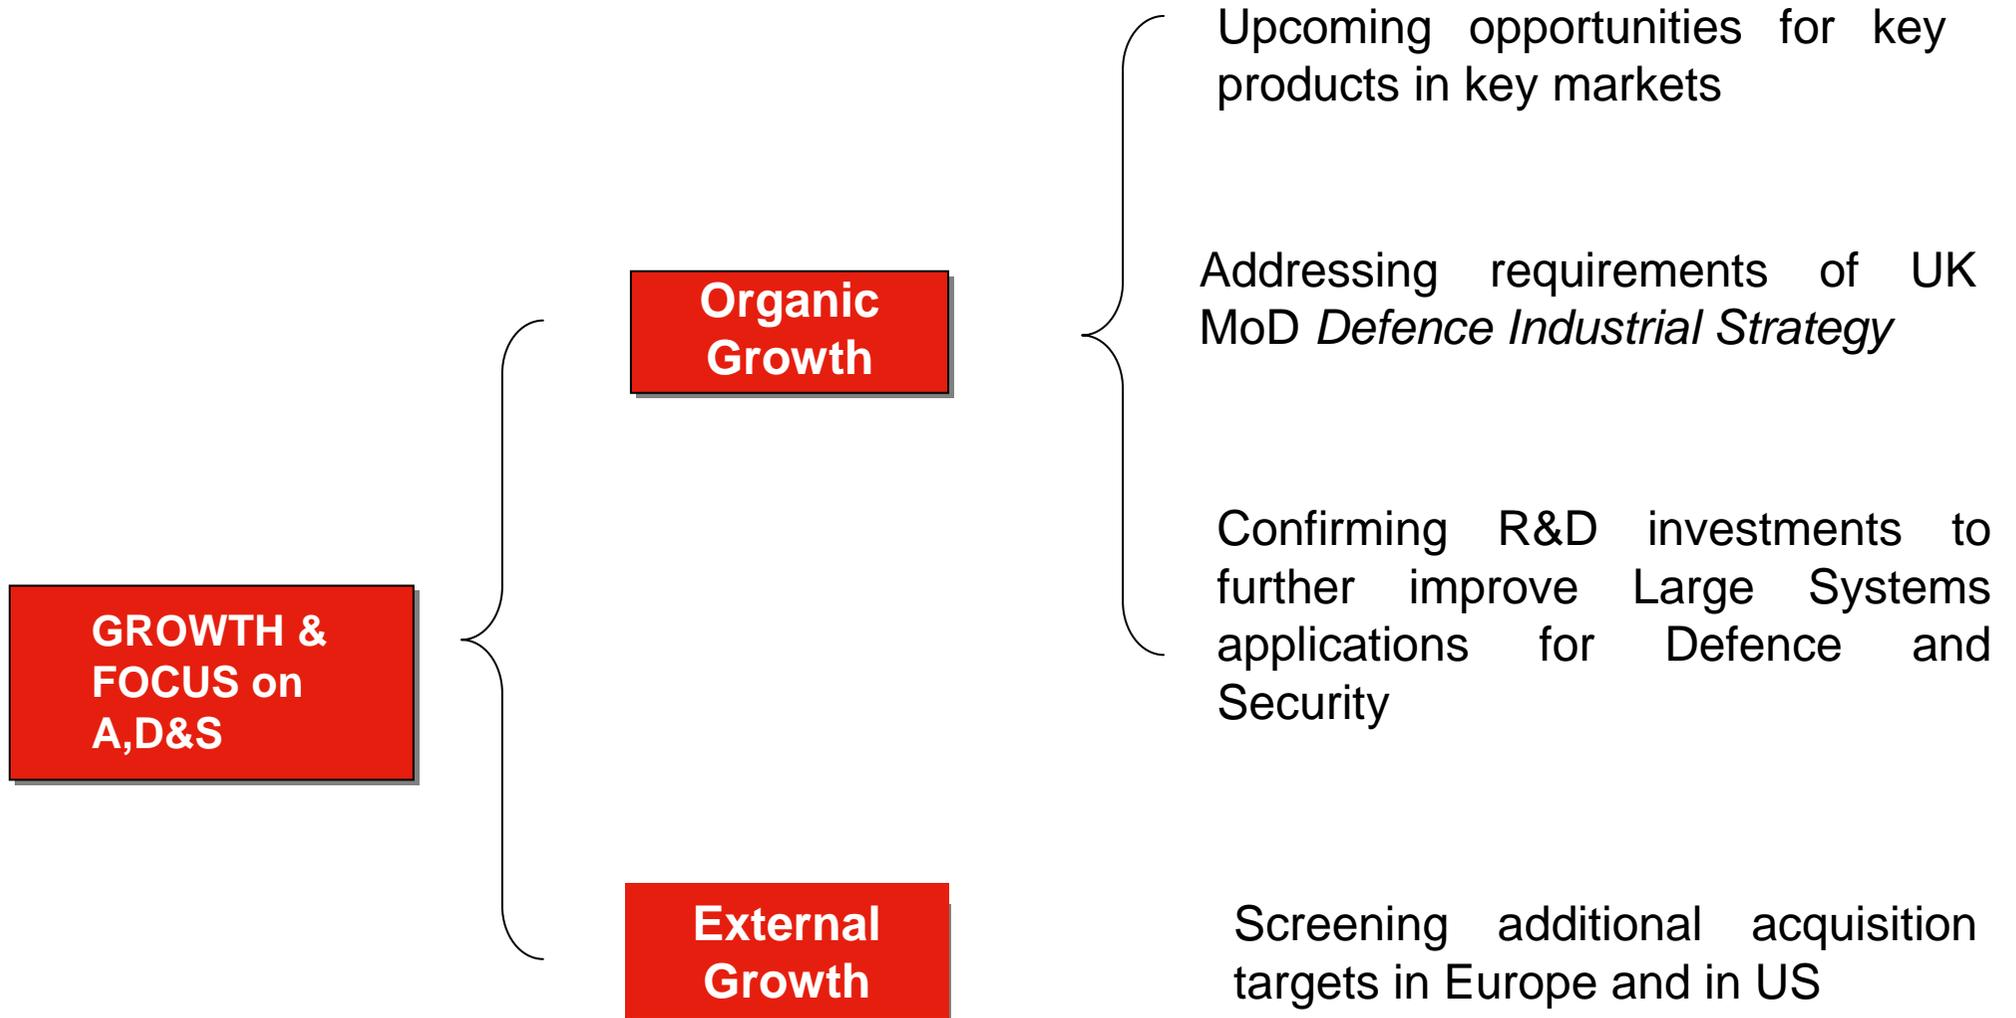 Upcoming opportunities for key
products in key markets
Organic
Growth
Addressing requirements of UK
MoD Defence Industrial Strategy
Confirming R&D investments to
further improve Large Systems
applications for Defence and
Security
GROWTH &
FOCUS on
A,D&S
External
Growth
Screening additional acquisition
targets in Europe and in US